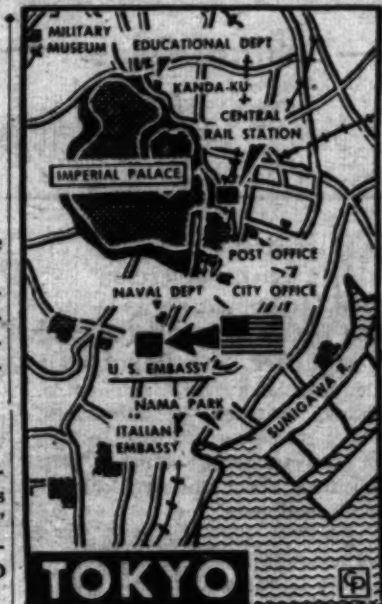 MILITARY
MUSEUM
EDUCATIONAL DEPT
KANDA-KU
CENTRAL
RAIL STATION
IMPERIAL PALACE
POST OFFICE
NAVAL DEPT
CITY OFFICE
U. S. EMBASSY
NAMA PARK
ITALIAN
EMBASSY
SUMIGAWA R.
TOKYO
CP